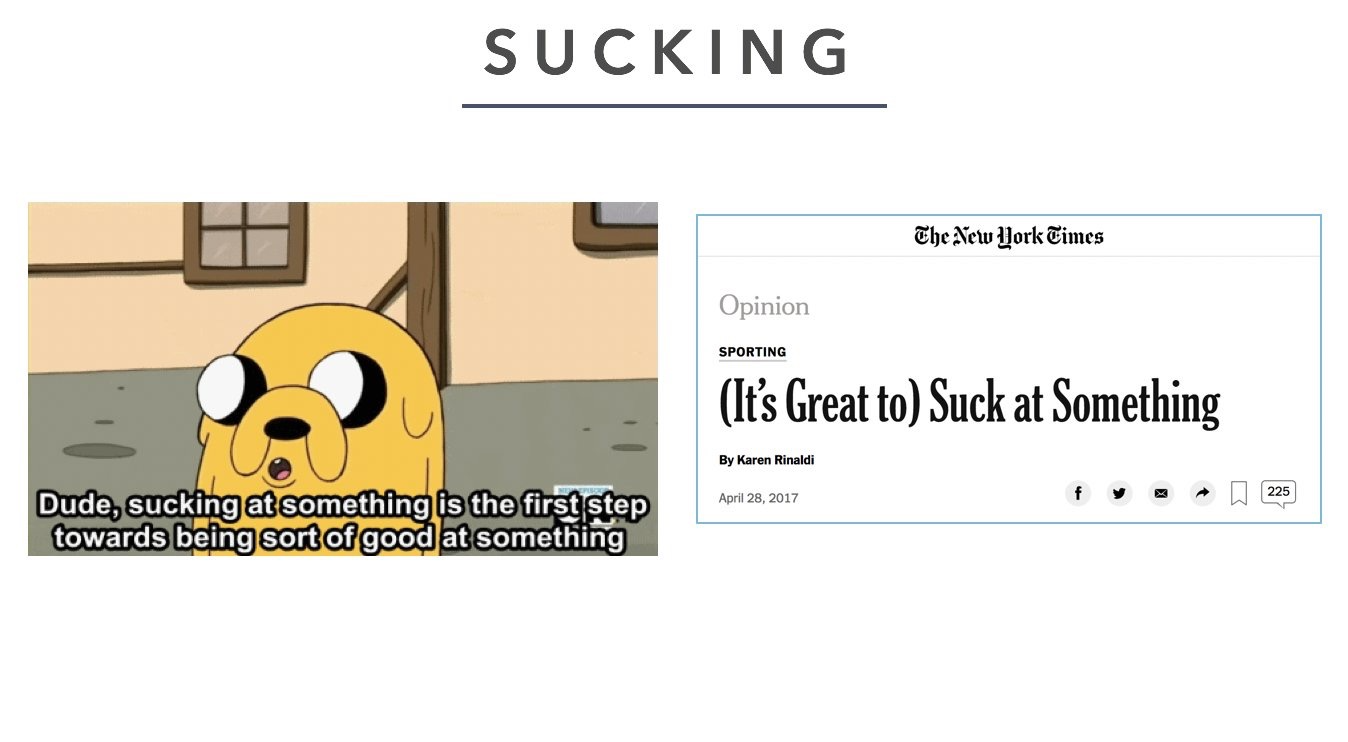 SUCKING
Dude, sucking at something is the first step
towards being sort of good at something
The New York Times
Opinion
SPORTING
(It's Great to) Suck at Something
By Karen Rinaldi
April 28, 2017
225